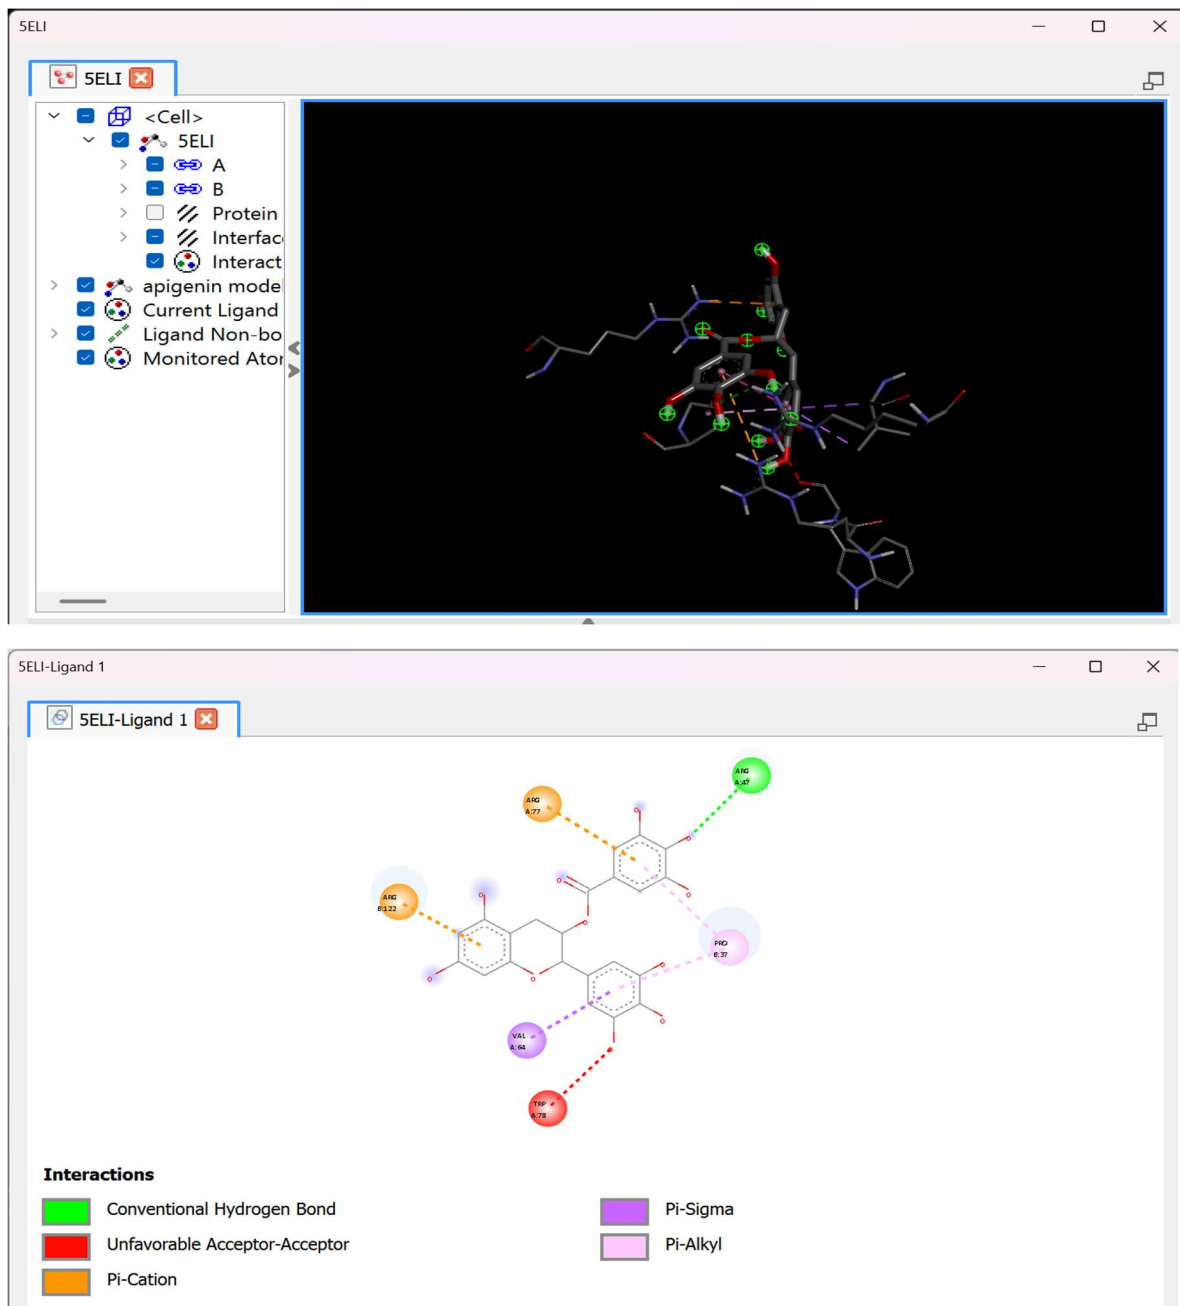 5ELI
5ELI
<Cell>
5ELI
A
B
Protein
Interfac
Interact
apigenin mode
Current Ligand
Ligand Non-bo
Monitored Ator
5ELI-Ligand 1
5ELI-Ligand 1
ARG
A:47
ARG
A:77
ARG
B:122
PRO
B:37
VAL
A:64
TRP
A:78
O
O
O
O
O
O
O
O
O
O
O
Interactions
Conventional Hydrogen Bond
Pi-Sigma
Unfavorable Acceptor-Acceptor
Pi-Alkyl
Pi-Cation